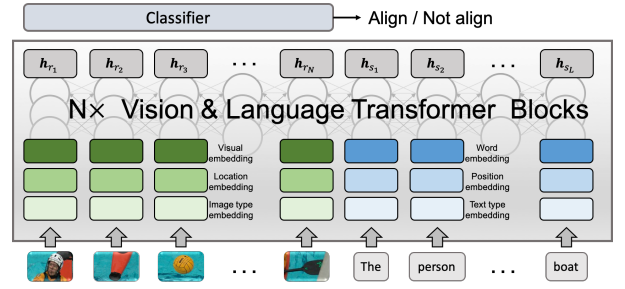 Classifier
Align / Not align
h_{r_1} h_{r_2} h_{r_3} ... h_{r_N} h_{s_1} h_{s_2} ... h_{s_L}
N× Vision & Language Transformer Blocks
Visual embedding
Word embedding
Location embedding
Position embedding
Image type embedding
Text type embedding
... The person ... boat